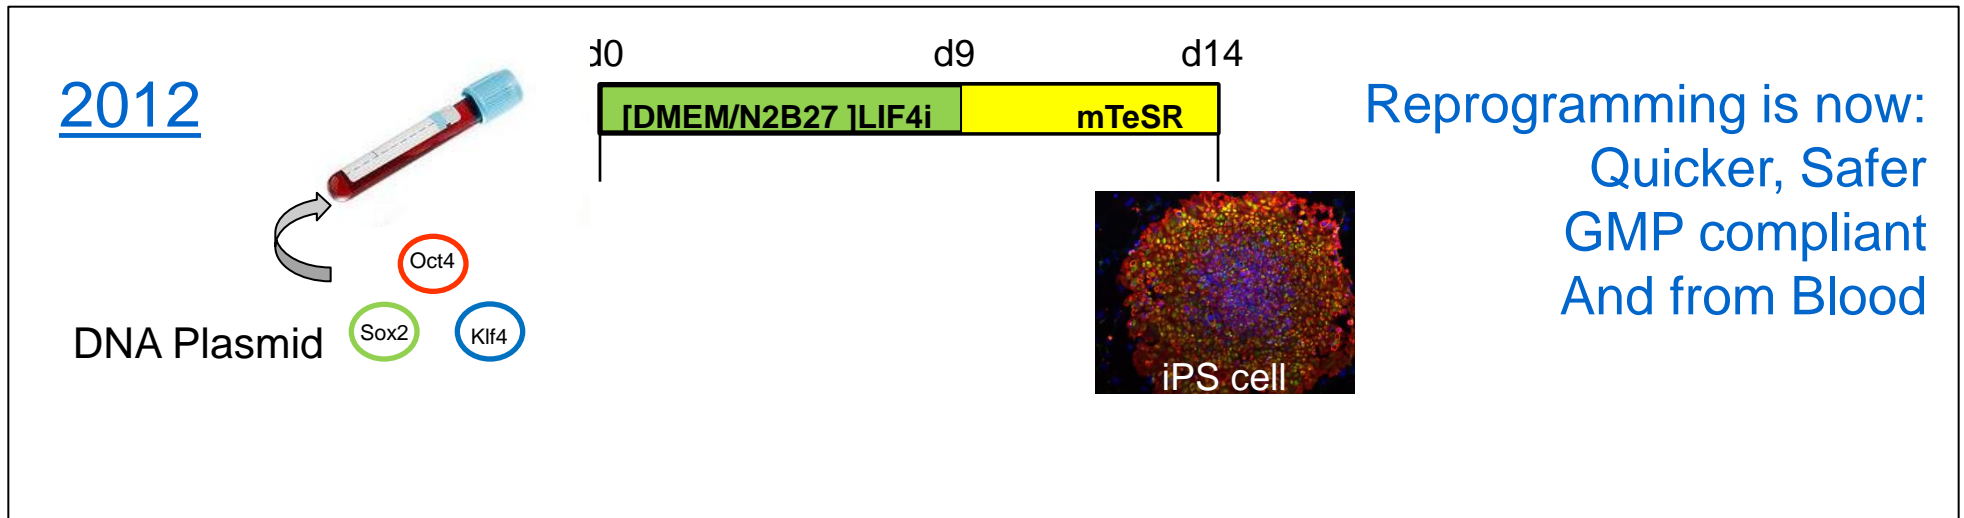 2012
d0 d9 d14
[DMEM/N2B27 ]LIF4i mTeSR
Oct4
Sox2 Klf4
DNA Plasmid
iPS cell
Reprogramming is now:
Quicker, Safer
GMP compliant
And from Blood